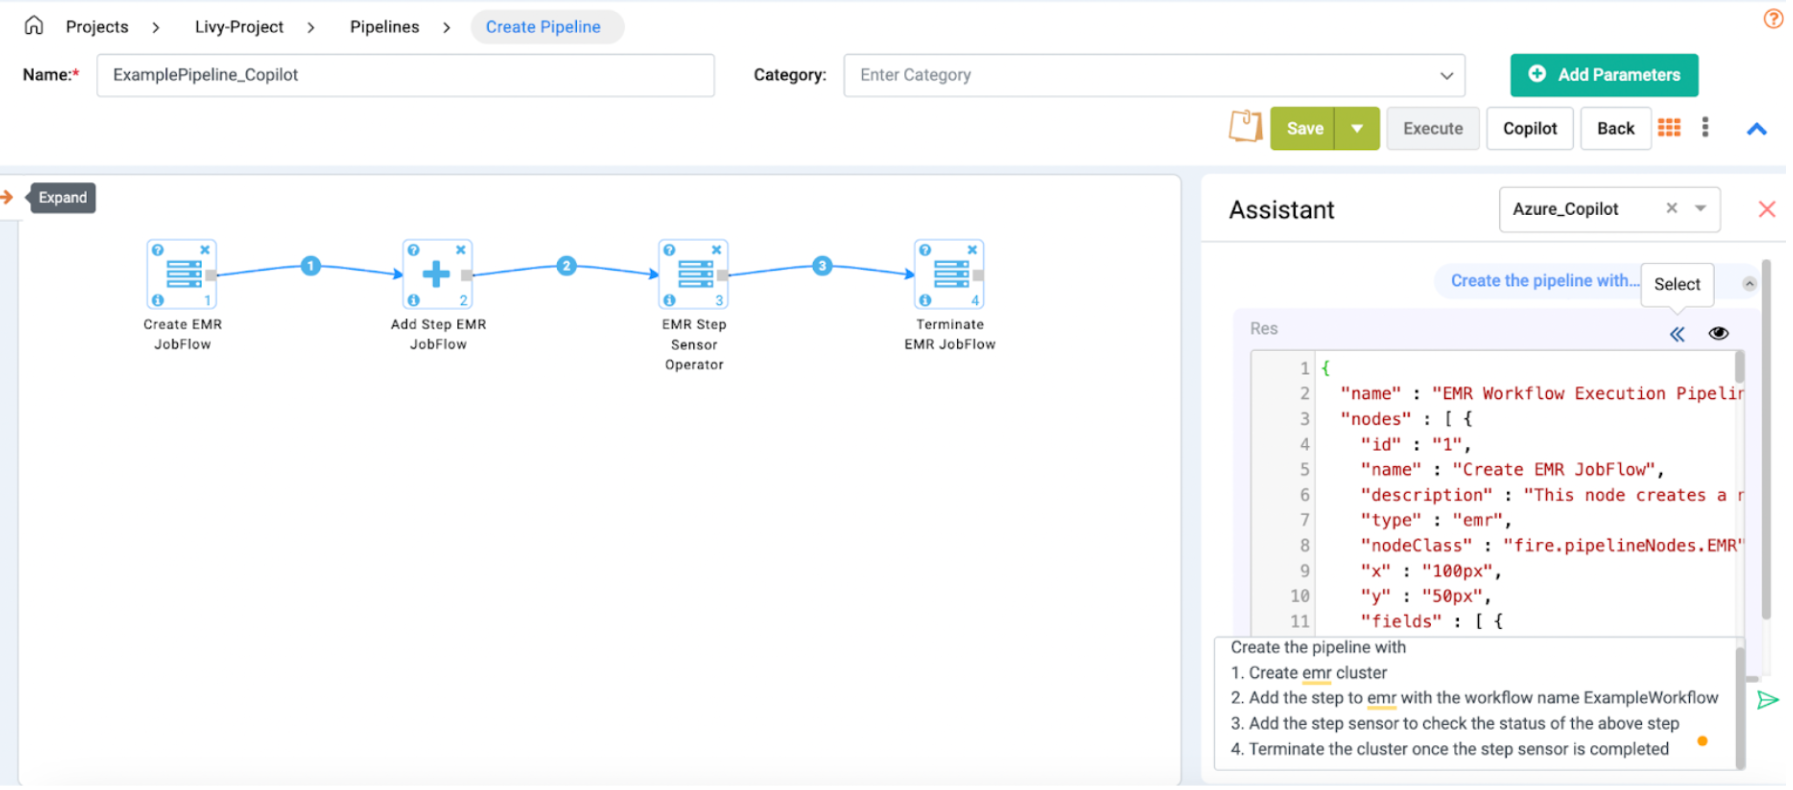 Projects > Livy-Project > Pipelines > Create Pipeline
Name:* ExamplePipeline_Copilot
Category: Enter Category
Add Parameters
Save
Execute
Copilot
Back
Expand
1
2
3
1
2
3
4
Create EMR
JobFlow
Add Step EMR
JobFlow
EMR Step
Sensor
Operator
Terminate
EMR JobFlow
Assistant
Azure_Copilot
Create the pipeline with...
Select
Res
1 {
2 "name" : "EMR Workflow Execution Pipelin
3 "nodes" : [ {
4 "id" : "1",
5 "name" : "Create EMR JobFlow",
6 "description" : "This node creates a
7 "type" : "emr",
8 "nodeClass" : "fire.pipelineNodes.EMR"
9 "x" : "100px",
10 "y" : "50px",
11 "fields" : [ {
Create the pipeline with
1. Create emr cluster
2. Add the step to emr with the workflow name ExampleWorkflow
3. Add the step sensor to check the status of the above step
4. Terminate the cluster once the step sensor is completed